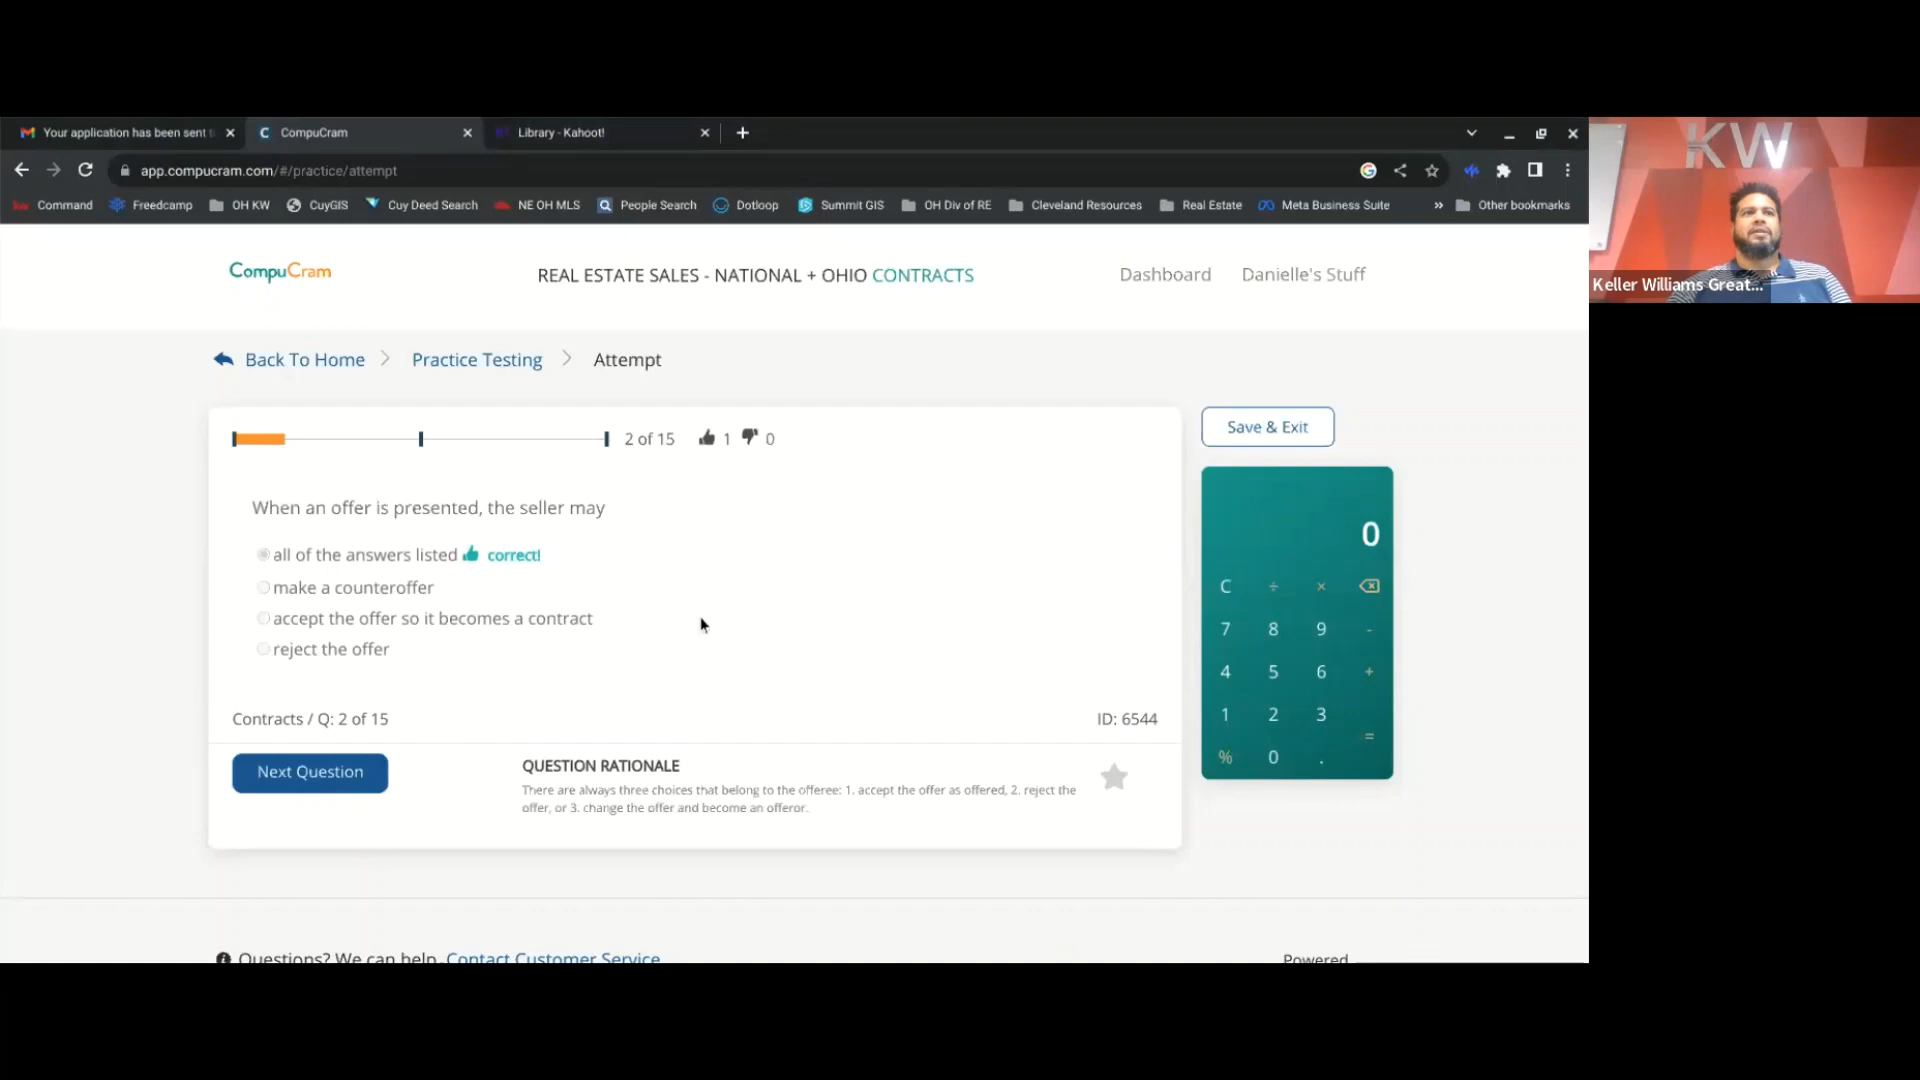 Your application has been sent t
CompuCram
Library - Kahoot!
app.compucram.com/#/practice/attempt
Command
Freedcamp
OH KW
CuyGIS
Cuy Deed Search
NE OH MLS
People Search
Dotloop
Summit GIS
OH Div of RE
Cleveland Resources
Real Estate
Meta Business Suite
»
Other bookmarks
KW
Keller Williams Great...
CompuCram
REAL ESTATE SALES - NATIONAL + OHIO CONTRACTS
Dashboard
Danielle's Stuff
Back To Home
Practice Testing
Attempt
2 of 15
1
0
Save & Exit
When an offer is presented, the seller may
all of the answers listed correct!
make a counteroffer
accept the offer so it becomes a contract
reject the offer
0
C ÷ ×
7 8 9 -
4 5 6 +
1 2 3
=
% 0 .
Contracts / Q: 2 of 15
ID: 6544
Next Question
QUESTION RATIONALE
There are always three choices that belong to the offeree: 1. accept the offer as offered, 2. reject the
offer, or 3. change the offer and become an offeror.
Questions? We can help. Contact Customer Service
Powered